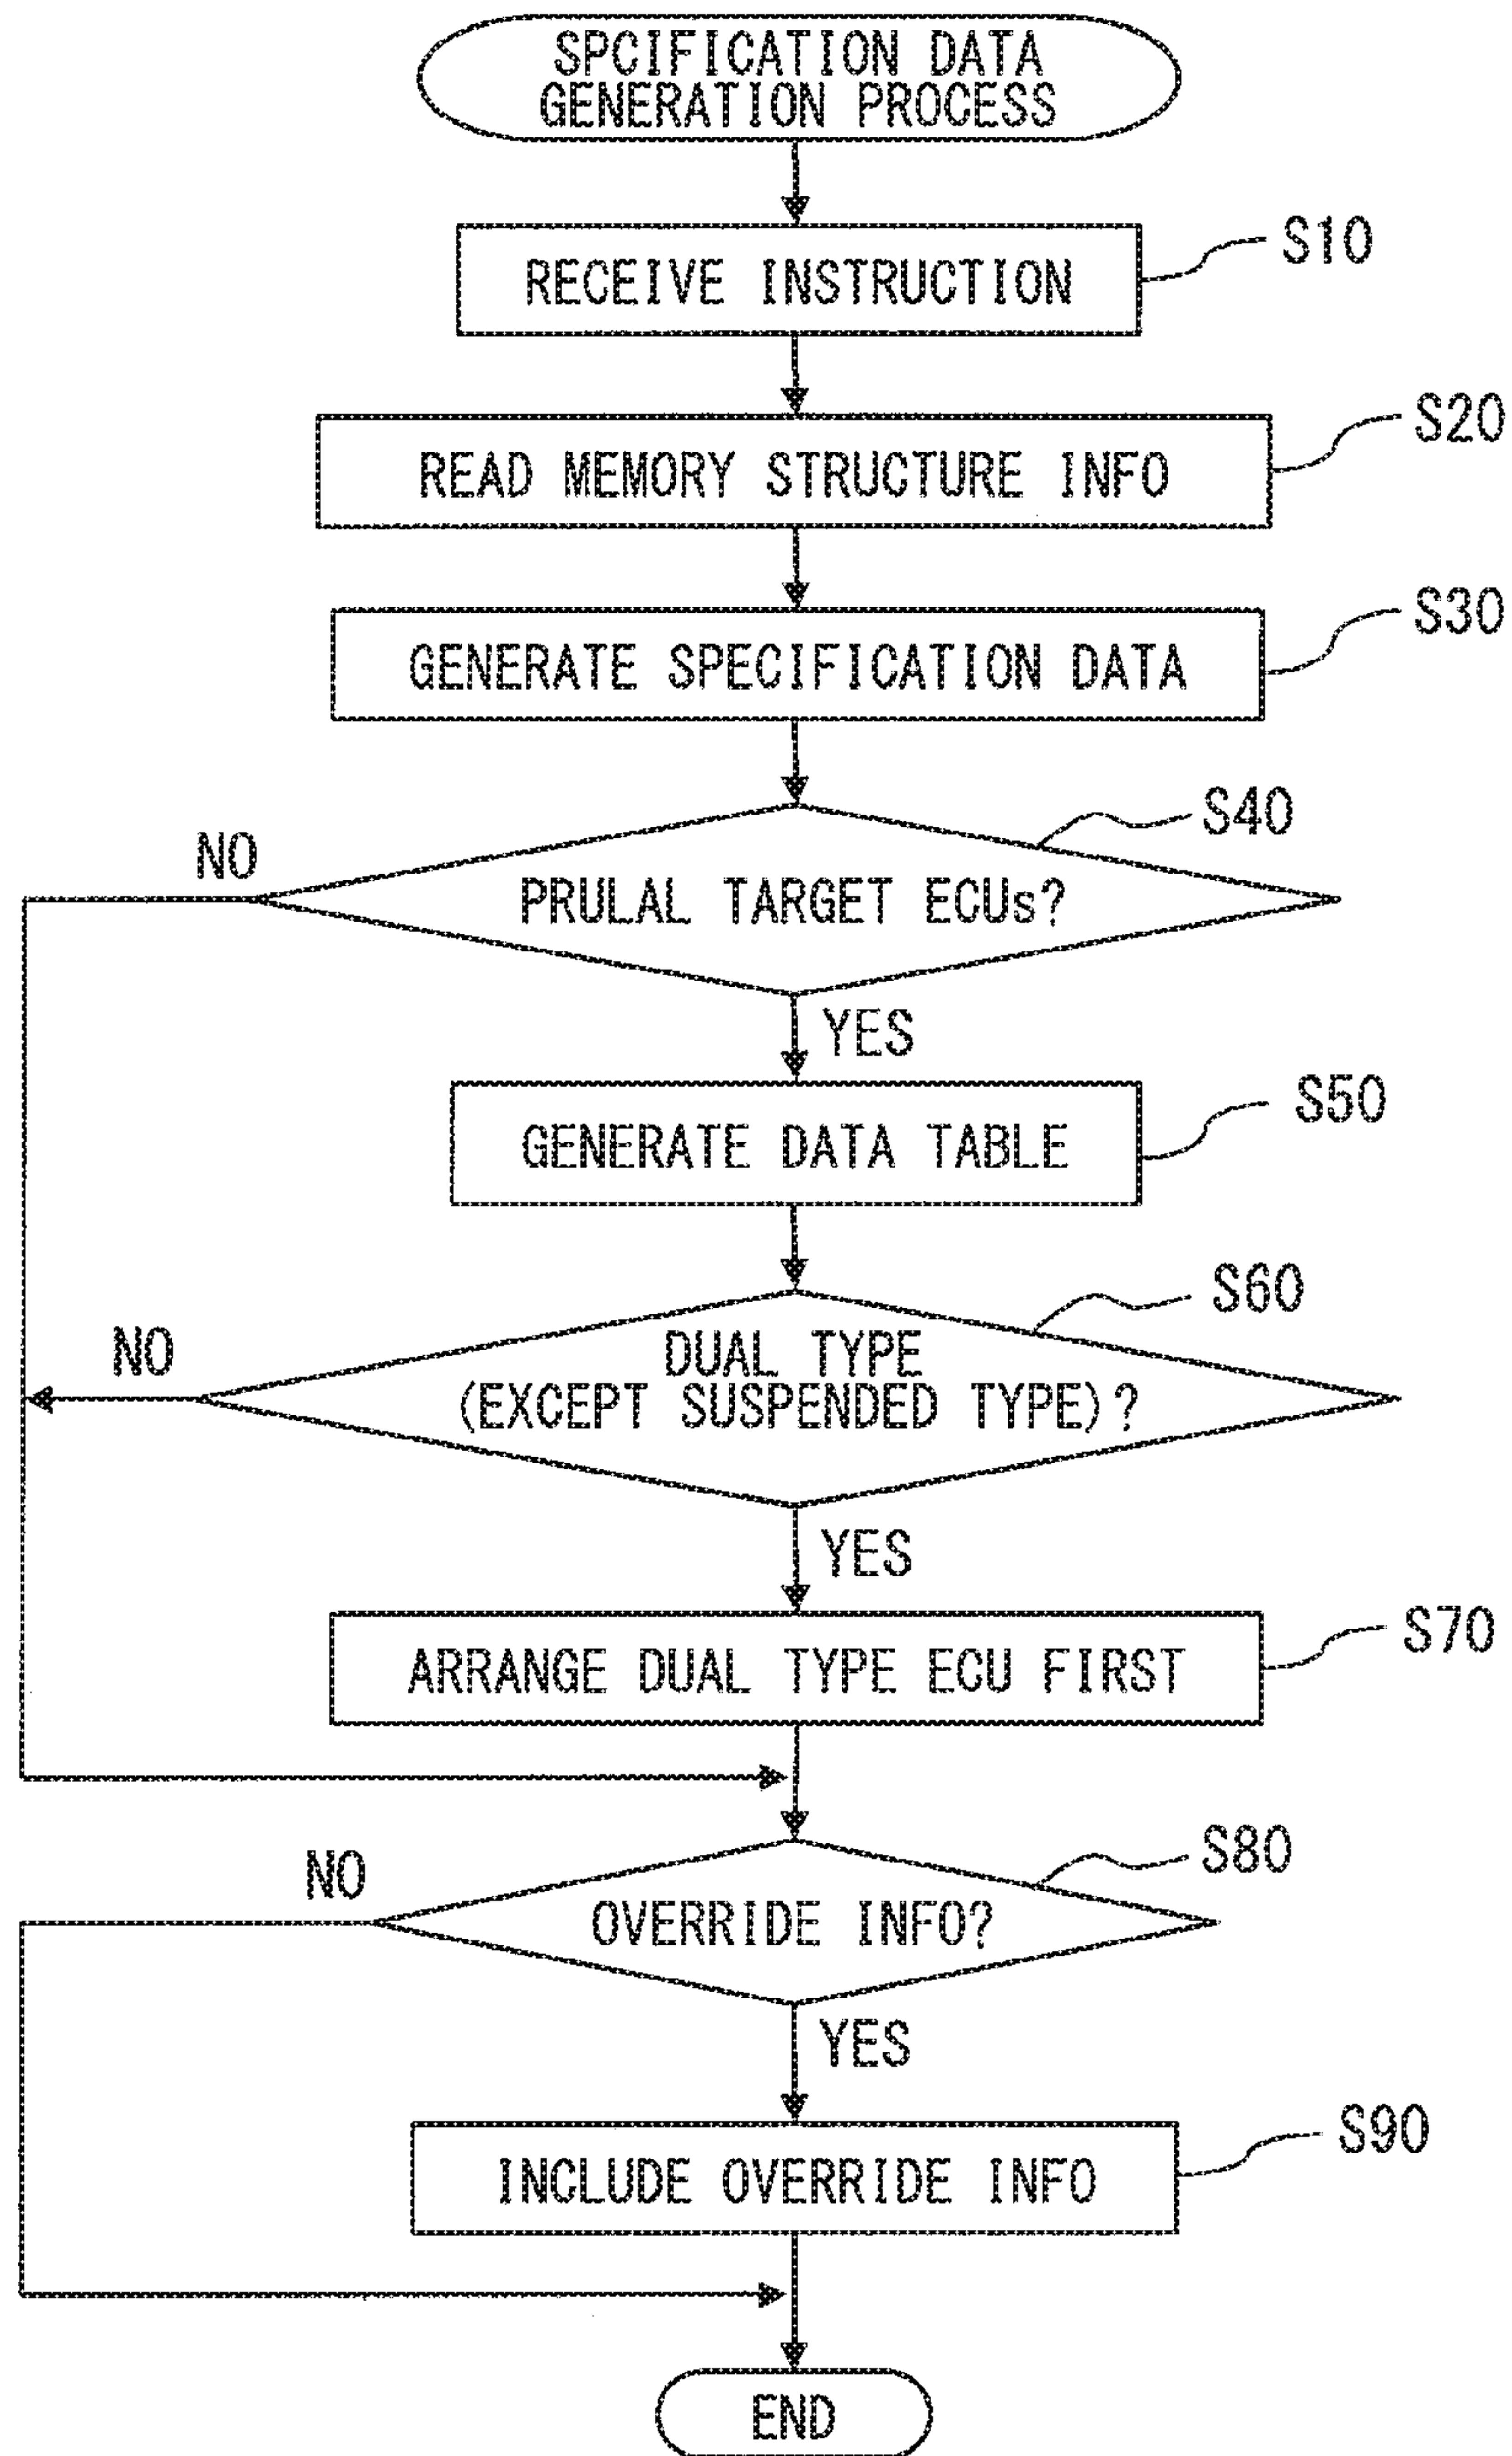 SPCIFICATION DATA
GENERATION PROCESS
RECEIVE INSTRUCTION
S10
READ MEMORY STRUCTURE INFO
S20
GENERATE SPECIFICATION DATA
S30
S40
NO
PRULAL TARGET ECUs?
YES
GENERATE DATA TABLE
S50
S60
NO
DUAL TYPE
(EXCEPT SUSPENDED TYPE)?
YES
ARRANGE DUAL TYPE ECU FIRST
S70
S80
NO
OVERRIDE INFO?
YES
INCLUDE OVERRIDE INFO
S90
END